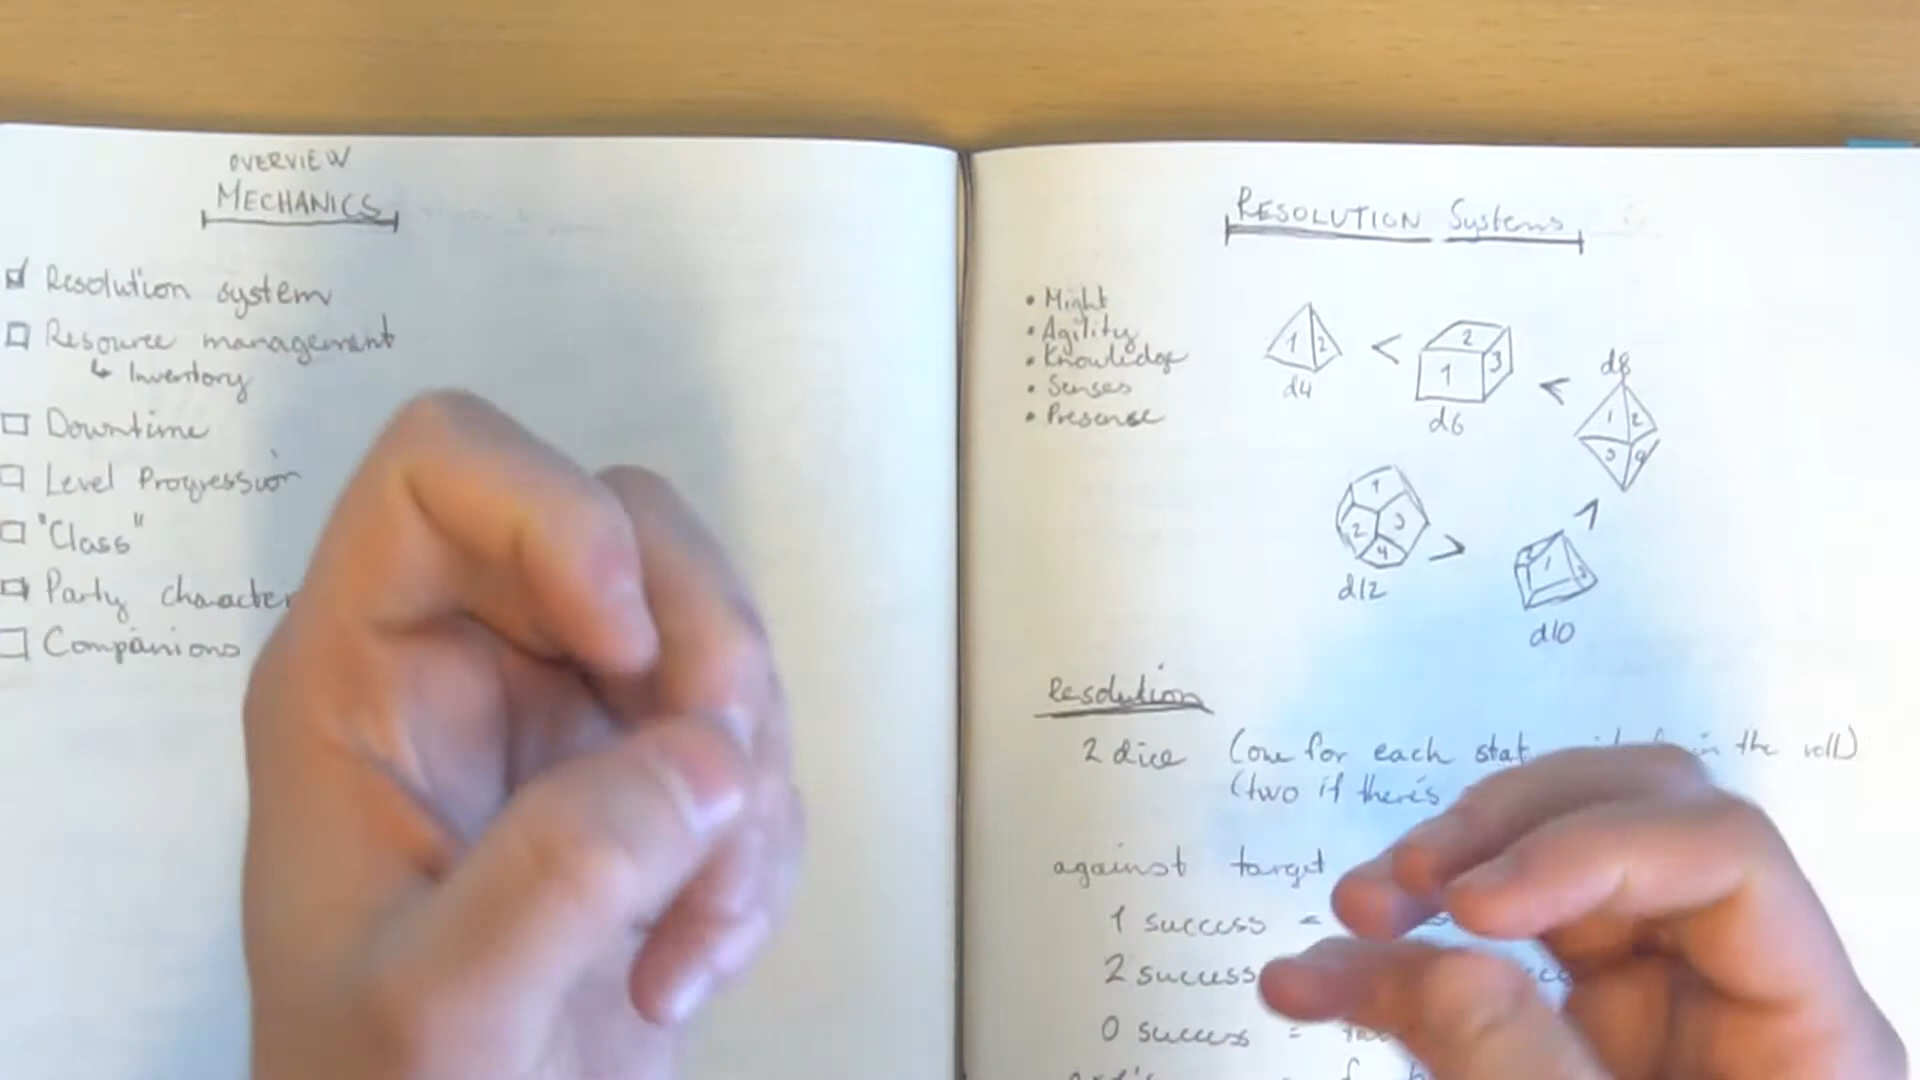 OVERVIEW
MECHANICS
Resolution system
Resource management
↳ Inventory
Downtime
Level Progression
"Class"
Party character
Companions
RESOLUTION Systems
• Might
• Agility
• Knowledge
• Senses
• Presense
1 2
d4
<
2
1 3
d6
<
d8
1 2
3 4
<
1
d10
>
1
2 3
4
d12
Resolution
2 dice (one for each stat in the roll)
(two if there's
against target
1 success =
2 success
0 success =